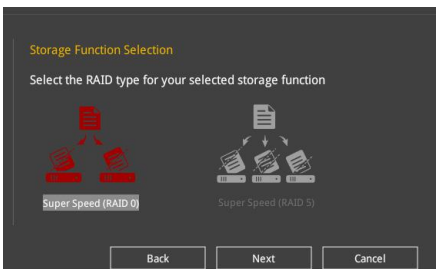 Storage Function Selection
Select the RAID type for your selected storage function
Super Speed (RAID 0)
Super Speed (RAID 5)
Back
Next
Cancel